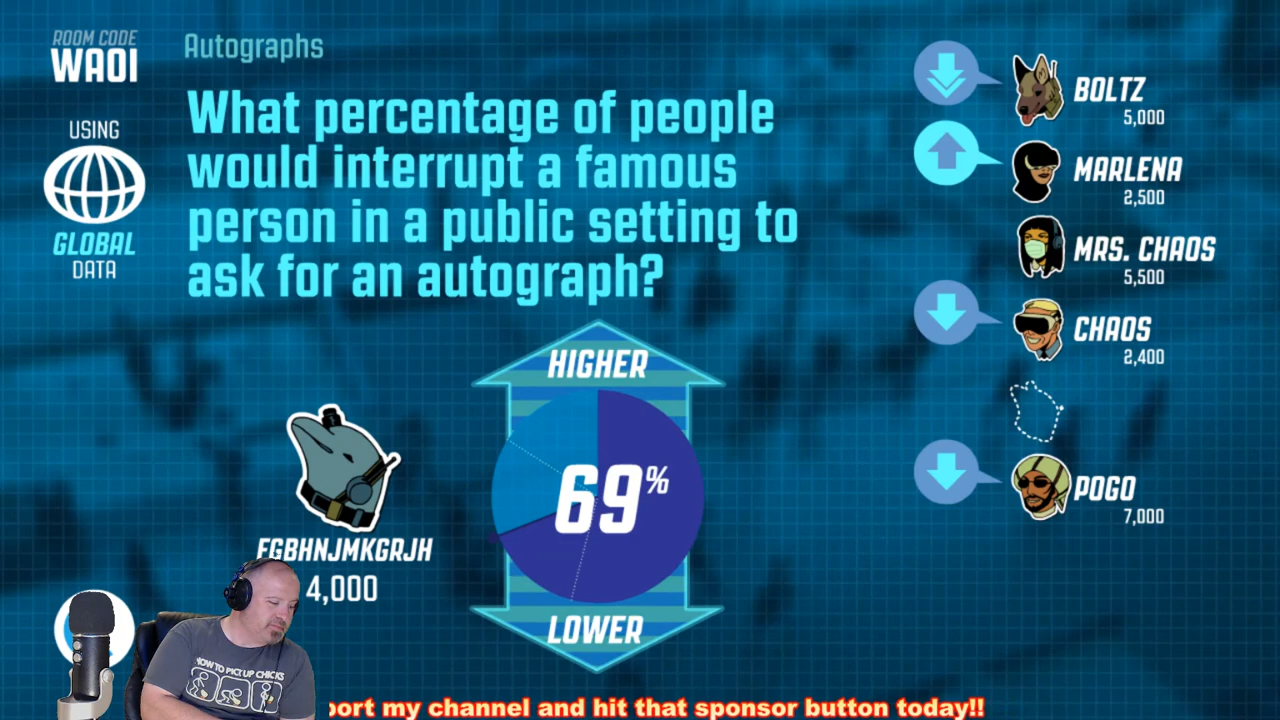 ROOM CODE
WAOI
USING
GLOBAL
DATA
Autographs
What percentage of people
would interrupt a famous
person in a public setting to
ask for an autograph?
HIGHER
69%
LOWER
FGBHNJMKGRJH
4,000
BOLTZ
5,000
MARLENA
2,500
MRS. CHAOS
5,500
CHAOS
2,400
POGO
7,000
HOW TO PICK UP CHICKS
port my channel and hit that sponsor button today!!